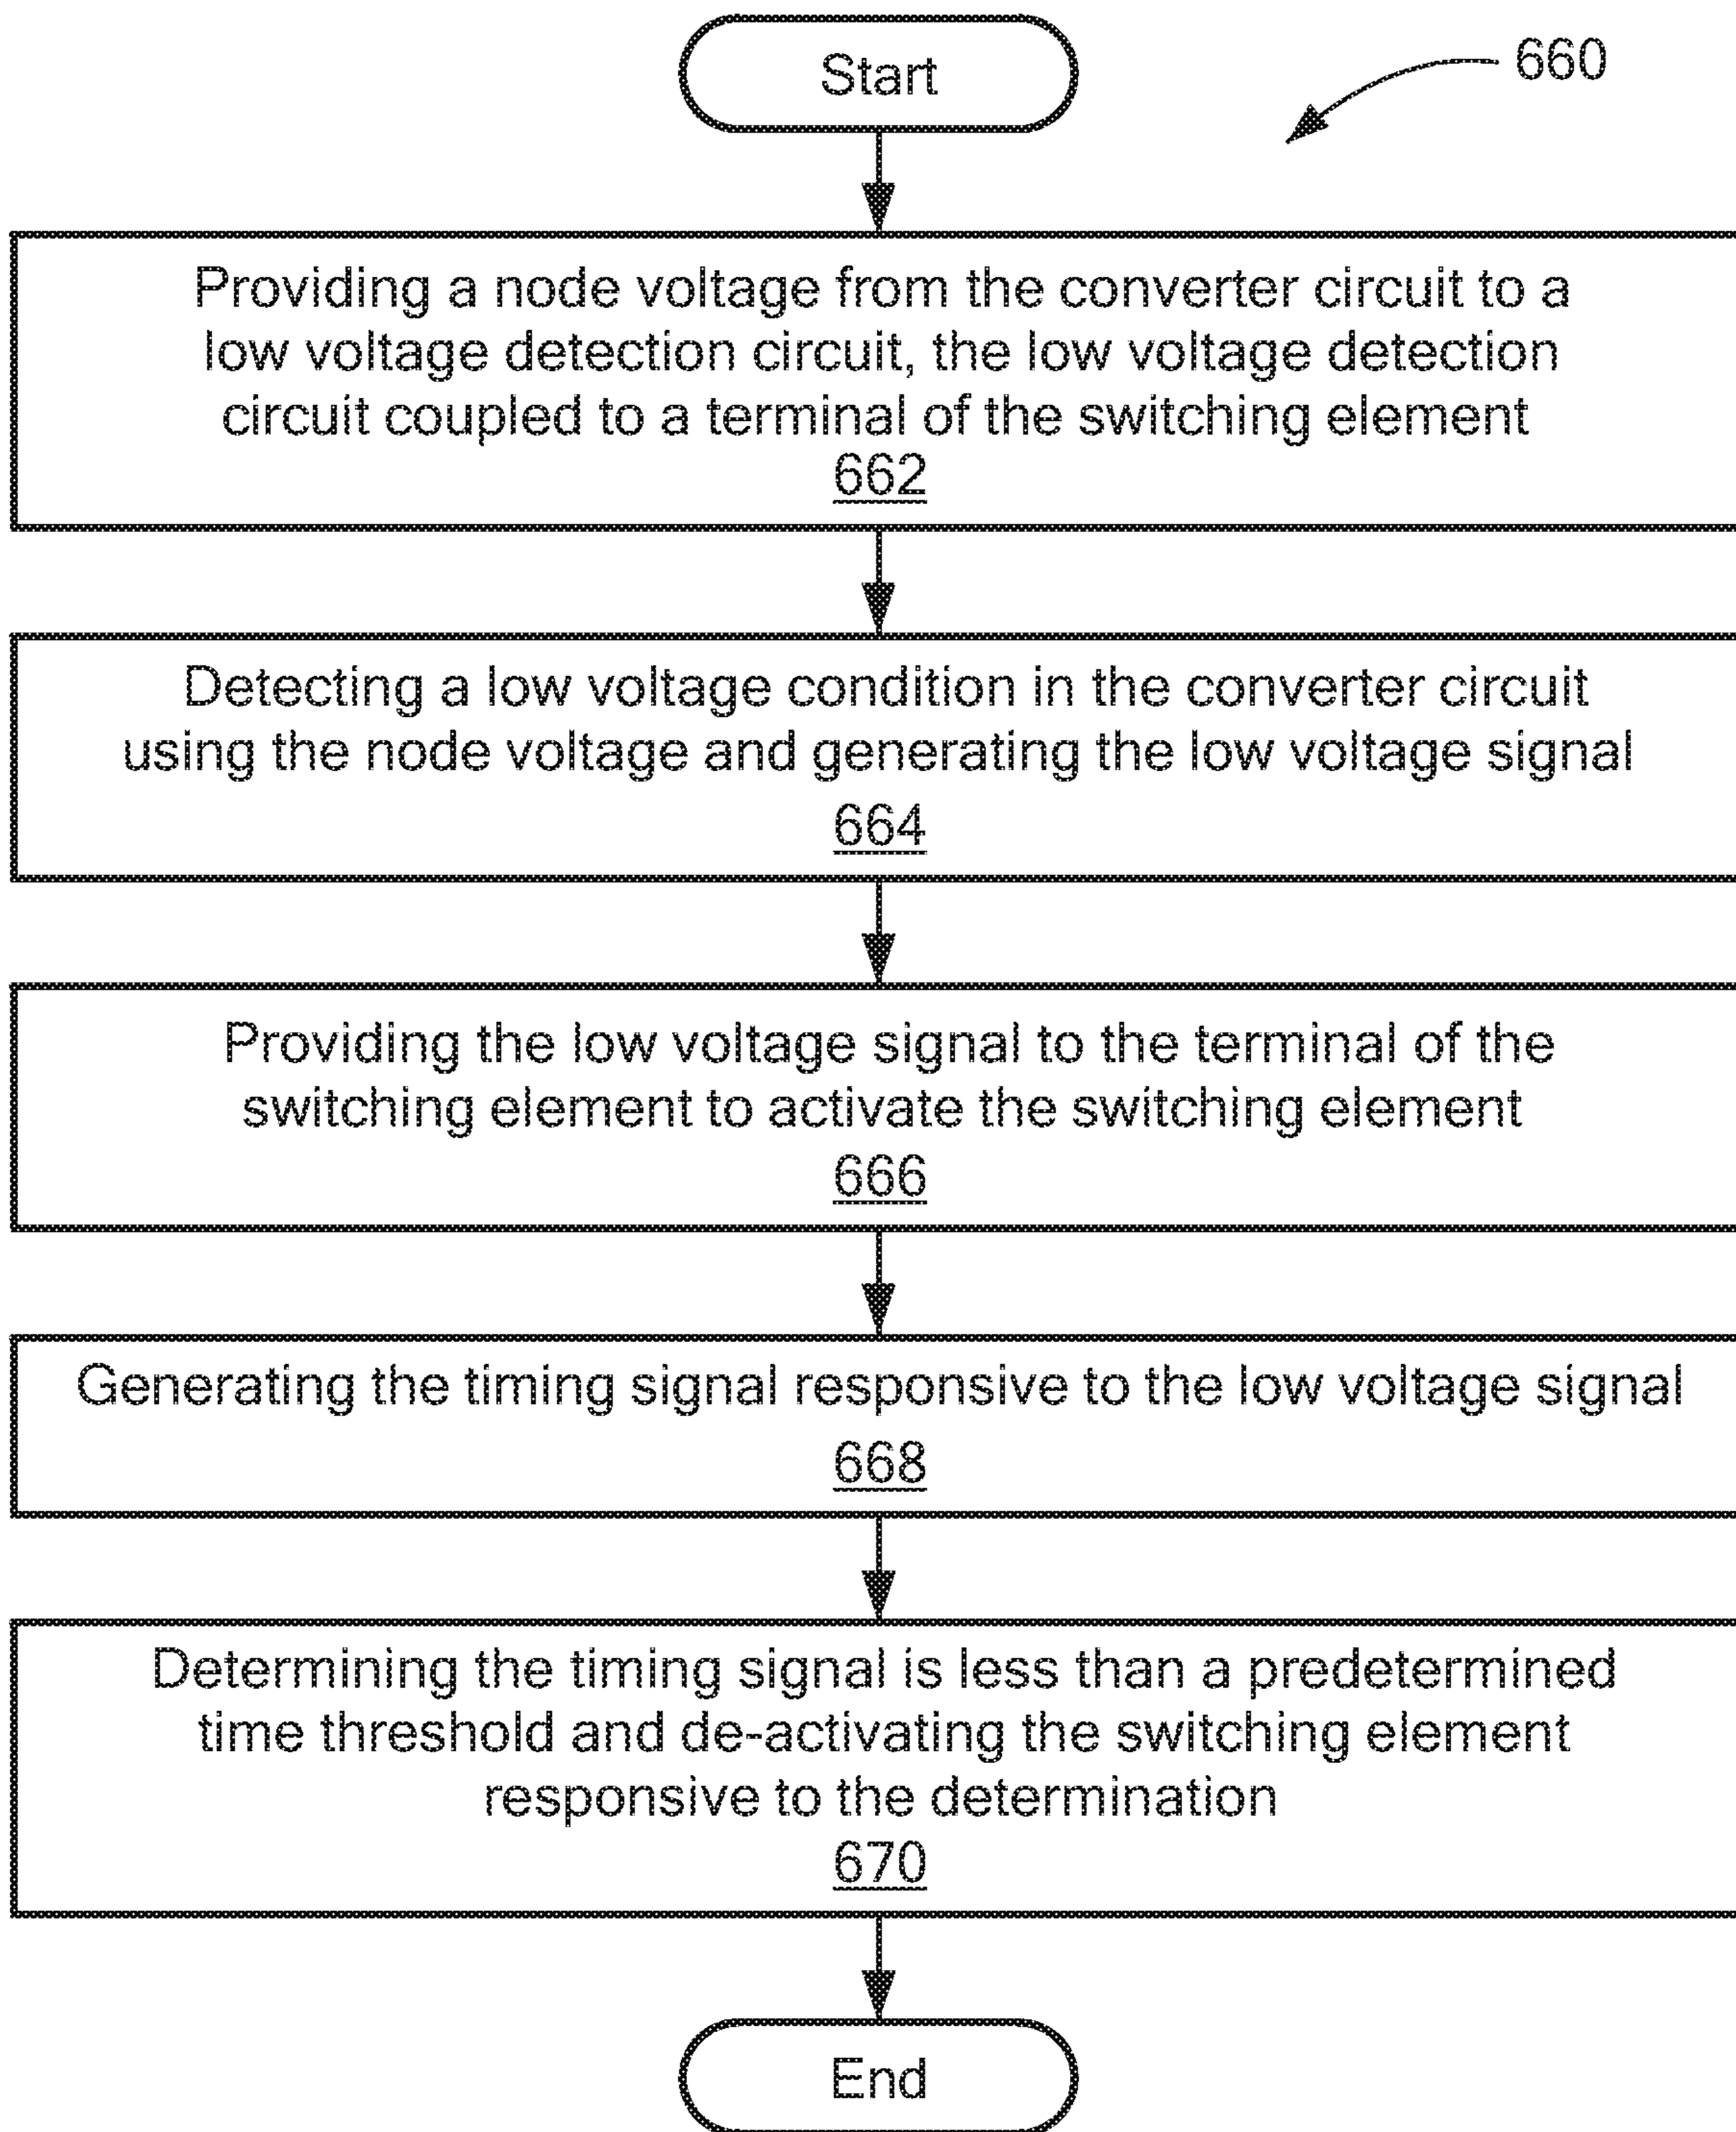 Start
660
Providing a node voltage from the converter circuit to a
low voltage detection circuit, the low voltage detection
circuit coupled to a terminal of the switching element
662
Detecting a low voltage condition in the converter circuit
using the node voltage and generating the low voltage signal
664
Providing the low voltage signal to the terminal of the
switching element to activate the switching element
666
Generating the timing signal responsive to the low voltage signal
668
Determining the timing signal is less than a predetermined
time threshold and de-activating the switching element
responsive to the determination
670
End